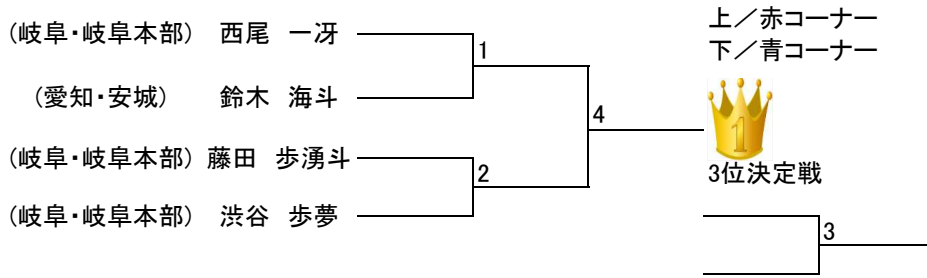 上／赤コーナー
下／青コーナー
(岐阜・岐阜本部) 西尾 一冴
1
(愛知・安城) 鈴木 海斗
4
1
(岐阜・岐阜本部) 藤田 歩湧斗
2
3位決定戦
(岐阜・岐阜本部) 渋谷 歩夢
3